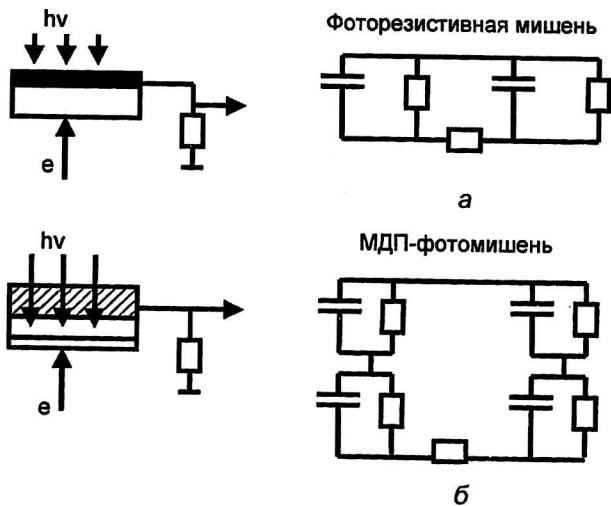 hν
Фоторезистивная мишень
e
а
hν
МДП-фотомишень
e
б